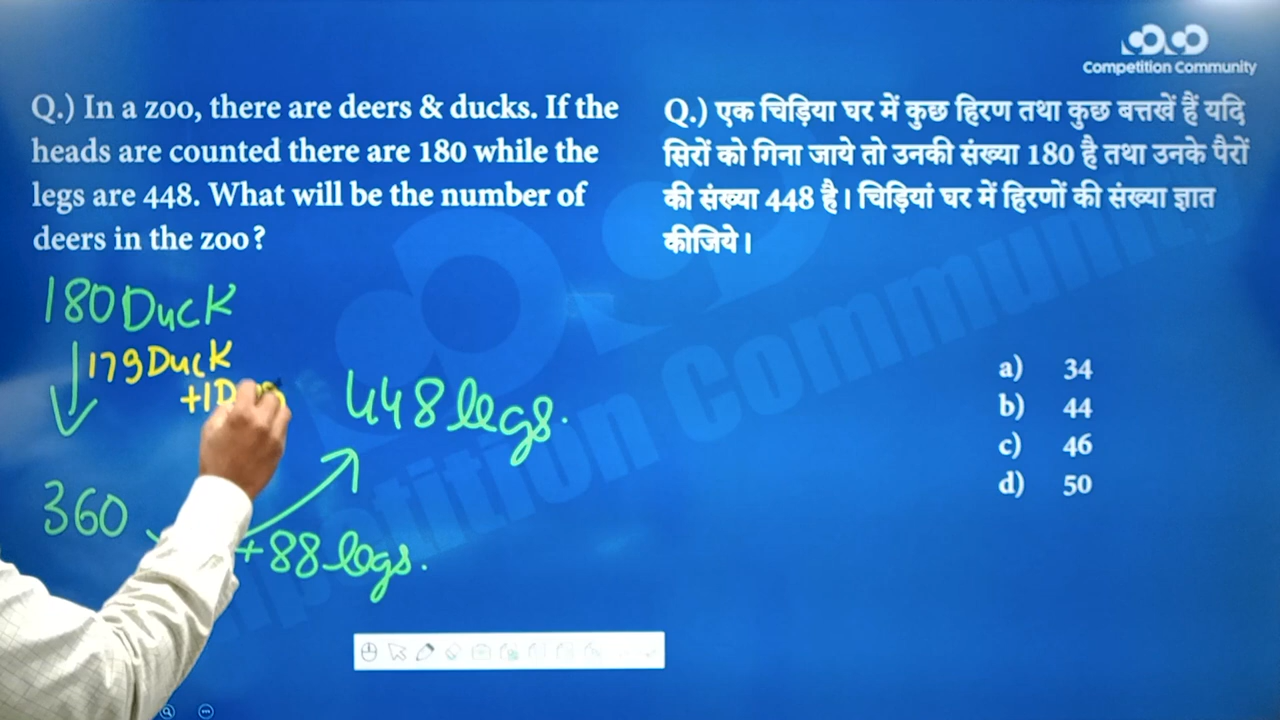 Competition Community
Q.) In a zoo, there are deers & ducks. If the
heads are counted there are 180 while the
legs are 448. What will be the number of
deers in the zoo?
Q.) एक चिड़िया घर में कुछ हिरण तथा कुछ बत्तखें हैं यदि
सिरों को गिना जाये तो उनकी संख्या 180 है तथा उनके पैरों
की संख्या 448 है। चिड़ियां घर में हिरणों की संख्या ज्ञात
कीजिये।
180 Duck
179 Duck
+1D
448 legs.
360
+88 legs.
a) 34
b) 44
c) 46
d) 50